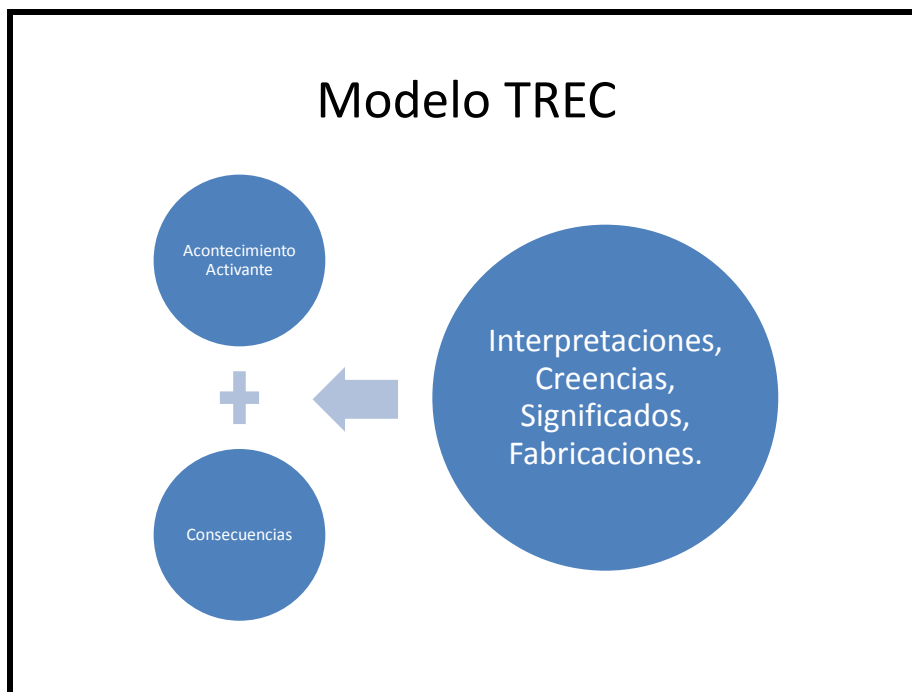 Modelo TREC
Acontecimiento
Activante
Interpretaciones,
Creencias,
Significados,
Fabricaciones.
Consecuencias